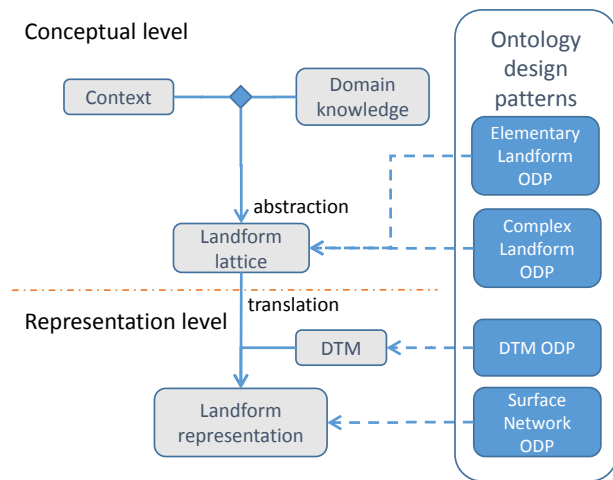 Conceptual level
Context
Domain
knowledge
abstraction
Landform
lattice
translation
Representation level
DTM
Landform
representation
Ontology
design
patterns
Elementary
Landform
ODP
Complex
Landform
ODP
DTM ODP
Surface
Network
ODP